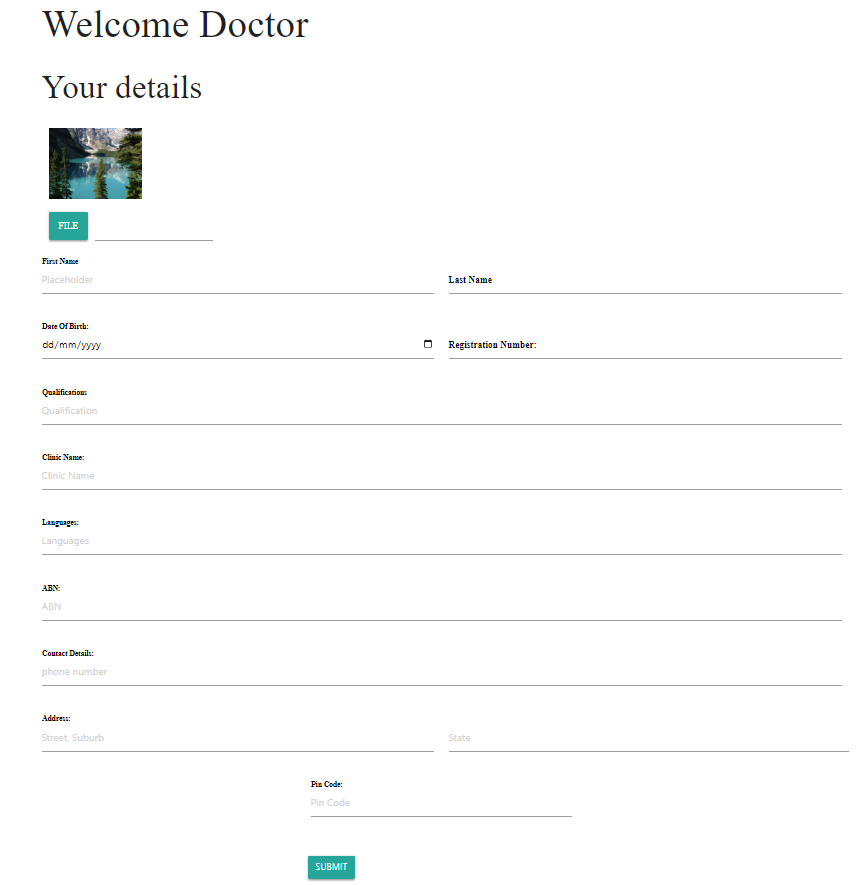 Welcome Doctor
Your details
FILE
First Name
Placeholder
Last Name
Date Of Birth:
dd/mm/yyyy
Registration Number:
Qualifications
Qualification
Clinic Name:
Clinic Name
Languages:
Languages
ABN:
ABN
Contact Details:
phone number
Address:
Street, Suburb
State
Pin Code:
Pin Code
SUBMIT